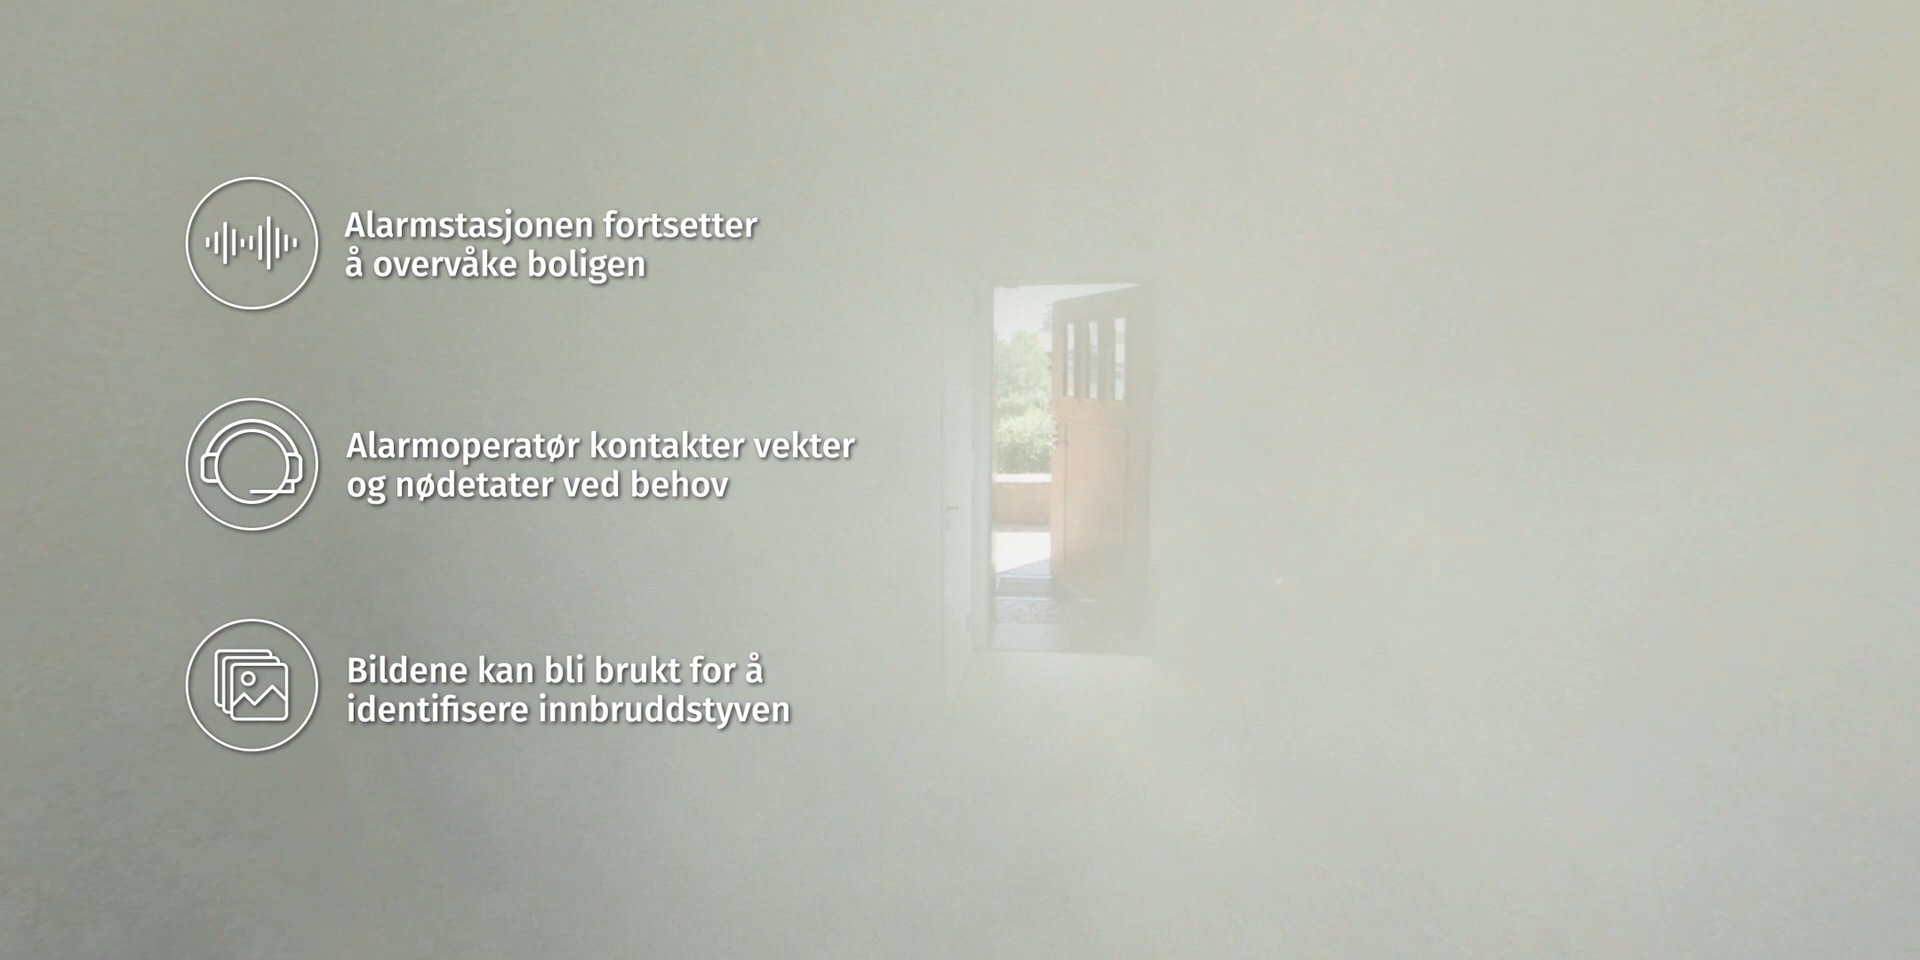 Alarmstasjonen fortsetter
å overvåke boligen
Alarmoperatør kontakter vekter
og nødetater ved behov
Bildene kan bli brukt for å
identifisere innbruddstyven